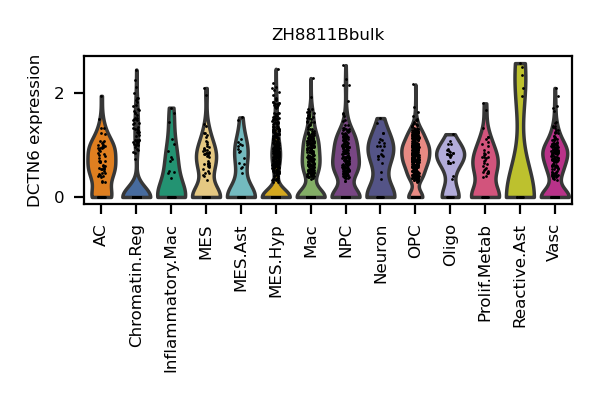 ZH8811Bbulk
DCTN6 expression
2
0
AC
Chromatin.Reg
Inflammatory.Mac
MES
MES.Ast
MES.Hyp
Mac
NPC
Neuron
OPC
Oligo
Prolif.Metab
Reactive.Ast
Vasc